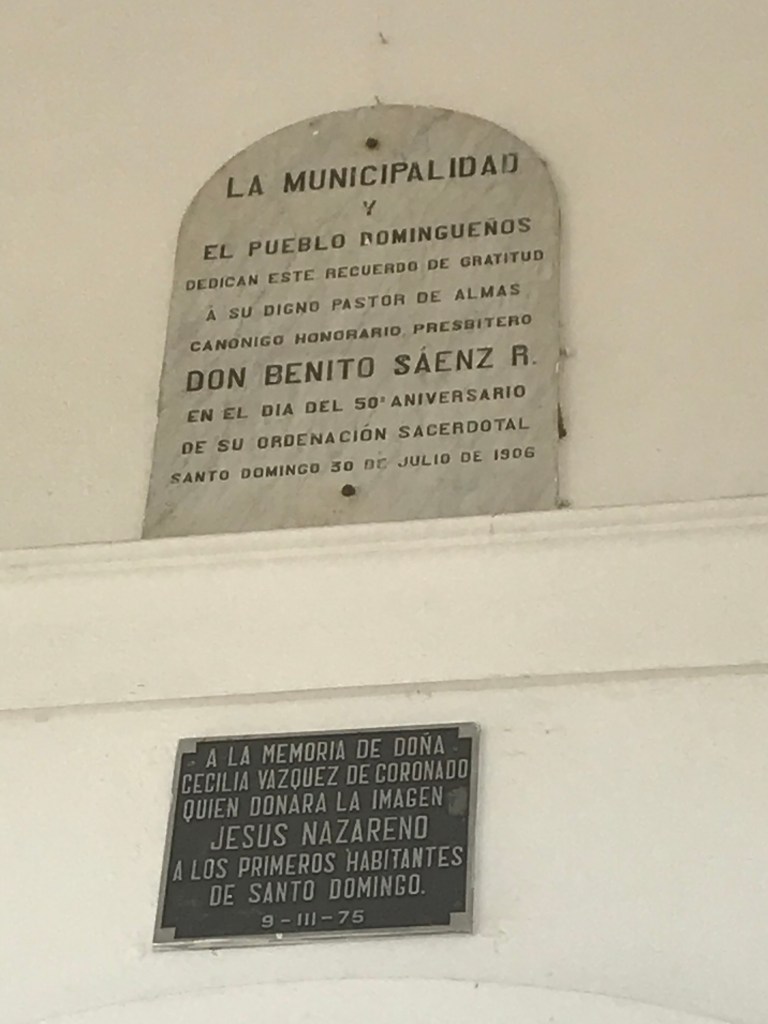 LA MUNICIPALIDAD
Y
EL PUEBLO DOMINGUEÑOS
DEDICAN ESTE RECUERDO DE GRATITUD
Á SU DIGNO PASTOR DE ALMAS
CANONIGO HONORARIO, PRESBITERO
DON BENITO SÁENZ R.
EN EL DIA DEL 50º ANIVERSARIO
DE SU ORDENACIÓN SACERDOTAL
SANTO DOMINGO 30 DE JULIO DE 1906
A LA MEMORIA DE DOÑA
CECILIA VAZQUEZ DE CORONADO
QUIEN DONARA LA IMAGEN
JESUS NAZARENO
A LOS PRIMEROS HABITANTES
DE SANTO DOMINGO.
9-III-75